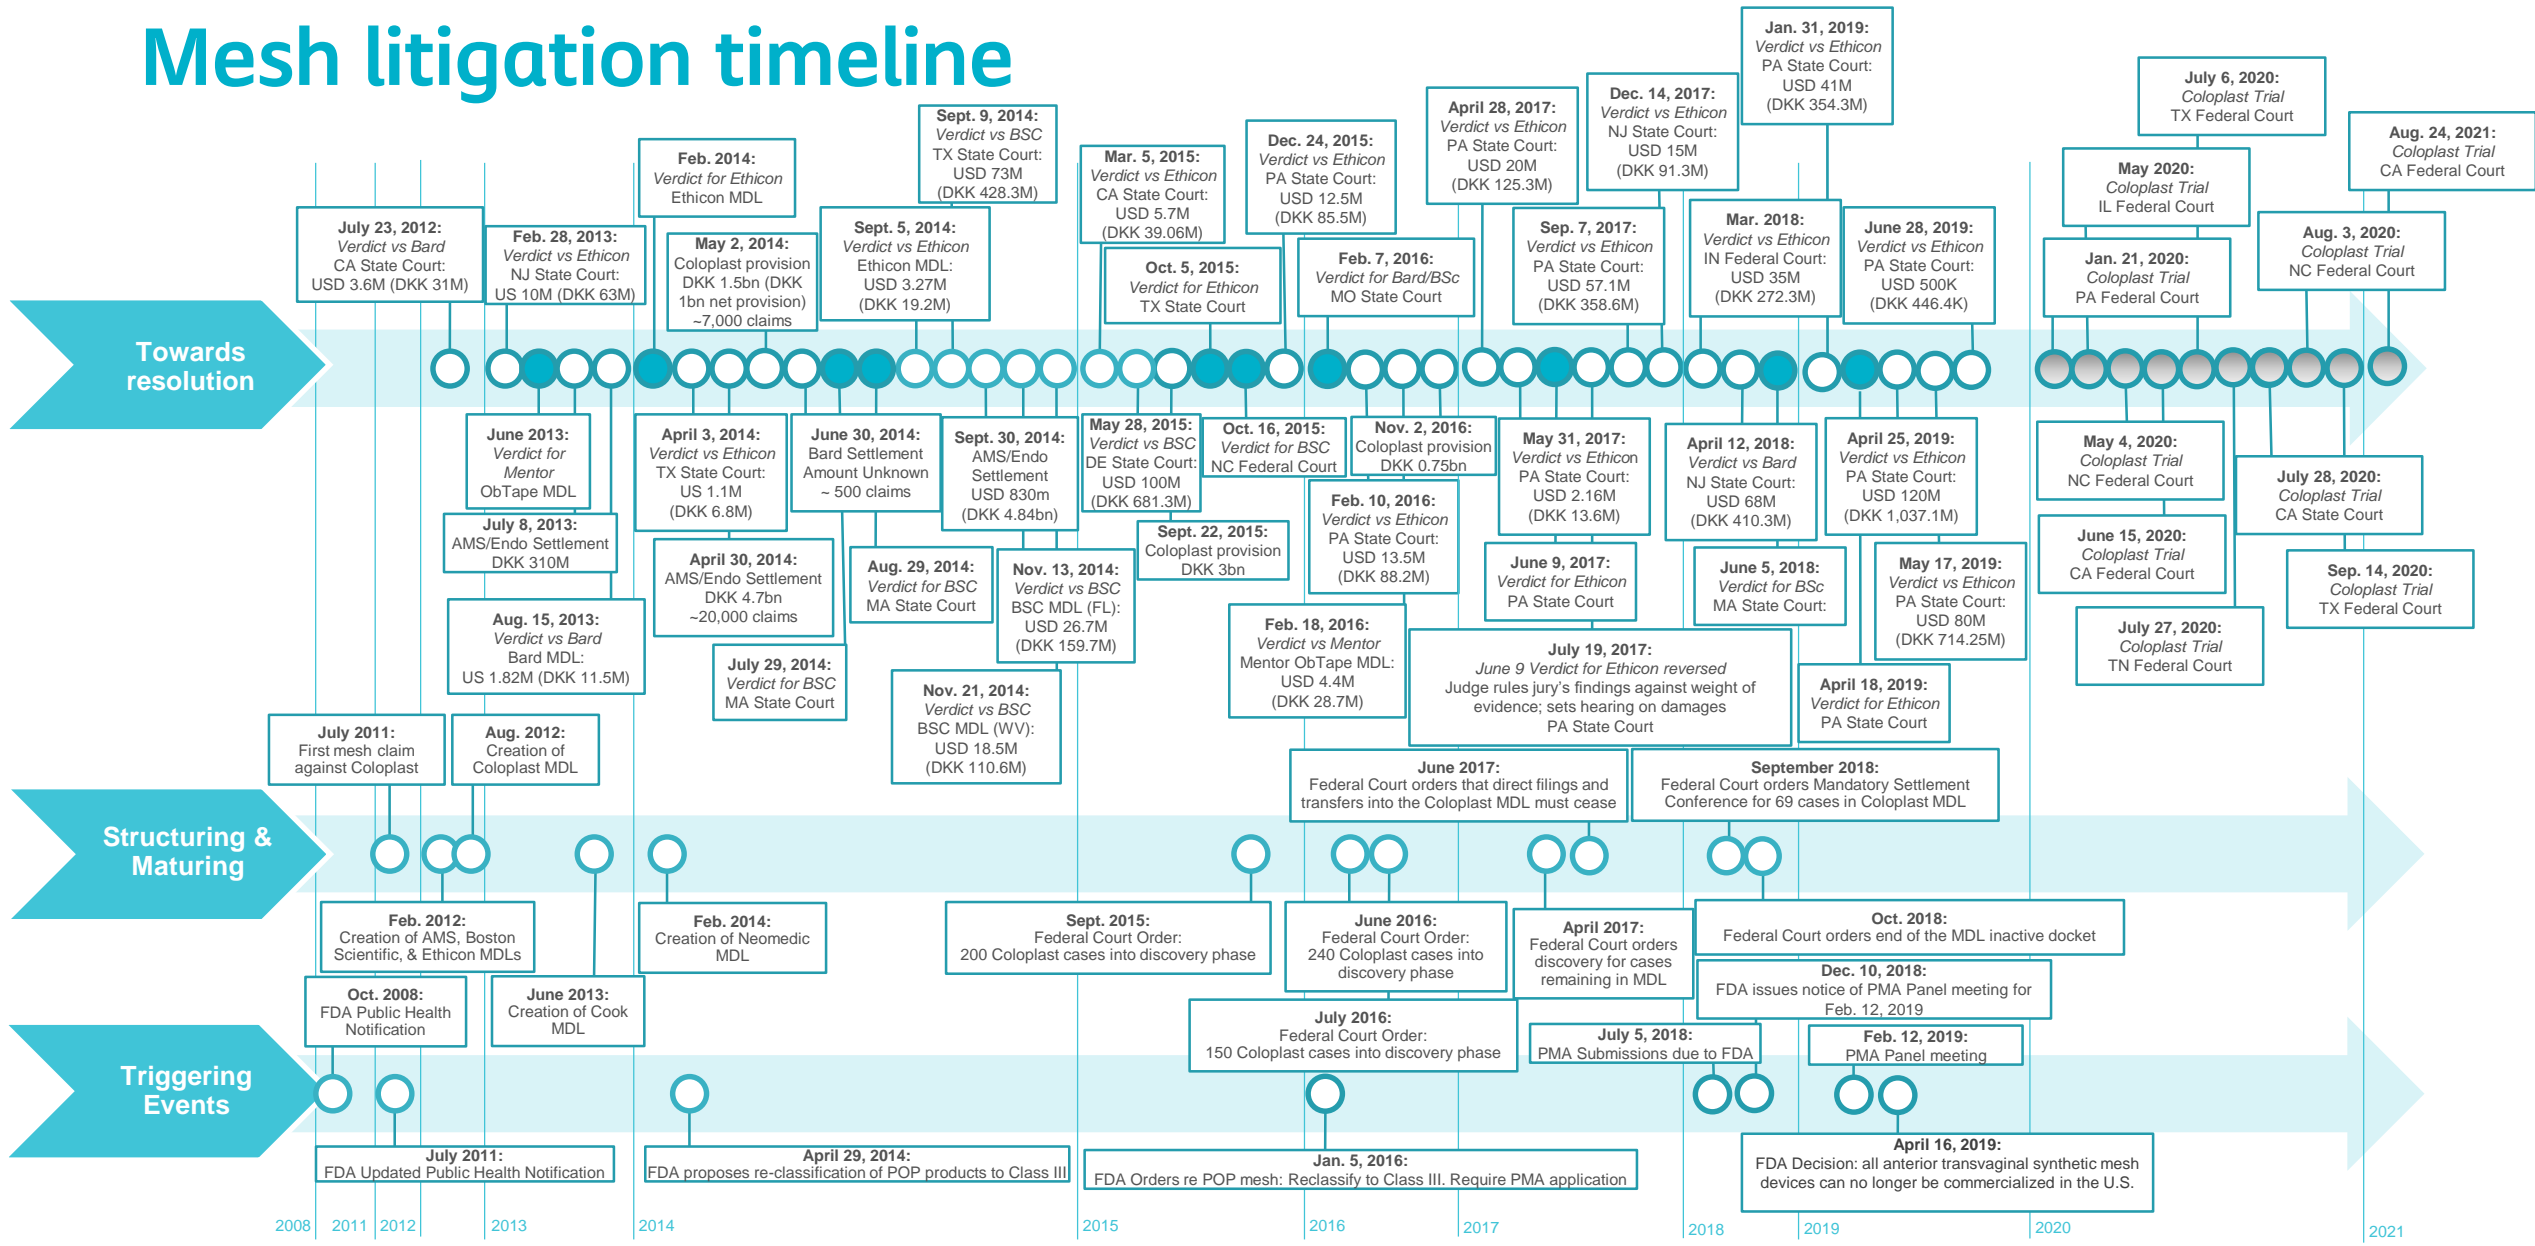 Mesh litigation timeline
Towards
resolution
July 23, 2012:
Verdict vs Bard
CA State Court:
USD 3.6M (DKK 31M)
Feb. 28, 2013:
Verdict vs Ethicon
NJ State Court:
US 10M (DKK 63M)
Feb. 2014:
Verdict for Ethicon
Ethicon MDL
May 2, 2014:
Coloplast provision
DKK 1.5bn (DKK
1bn net provision)
~7,000 claims
Sept. 5, 2014:
Verdict vs Ethicon
Ethicon MDL:
USD 3.27M
(DKK 19.2M)
Sept. 9, 2014:
Verdict vs BSC
TX State Court:
USD 73M
(DKK 428.3M)
Mar. 5, 2015:
Verdict vs Ethicon
CA State Court:
USD 5.7M
(DKK 39.06M)
Oct. 5, 2015:
Verdict for Ethicon
TX State Court
Dec. 24, 2015:
Verdict vs Ethicon
PA State Court:
USD 12.5M
(DKK 85.5M)
Feb. 7, 2016:
Verdict for Bard/BSc
MO State Court
April 28, 2017:
Verdict vs Ethicon
PA State Court:
USD 20M
(DKK 125.3M)
Sep. 7, 2017:
Verdict vs Ethicon
PA State Court:
USD 57.1M
(DKK 358.6M)
Dec. 14, 2017:
Verdict vs Ethicon
NJ State Court:
USD 15M
(DKK 91.3M)
Mar. 2018:
Verdict vs Ethicon
IN Federal Court:
USD 35M
(DKK 272.3M)
Jan. 31, 2019:
Verdict vs Ethicon
PA State Court:
USD 41M
(DKK 354.3M)
June 28, 2019:
Verdict vs Ethicon
PA State Court:
USD 500K
(DKK 446.4K)
Jan. 21, 2020:
Coloplast Trial
PA Federal Court
May 2020:
Coloplast Trial
IL Federal Court
July 6, 2020:
Coloplast Trial
TX Federal Court
Aug. 3, 2020:
Coloplast Trial
NC Federal Court
Aug. 24, 2021:
Coloplast Trial
CA Federal Court
June 2013:
Verdict for
Mentor
ObTape MDL
July 8, 2013:
AMS/Endo Settlement
DKK 310M
Aug. 15, 2013:
Verdict vs Bard
Bard MDL:
US 1.82M (DKK 11.5M)
April 3, 2014:
Verdict vs Ethicon
TX State Court:
US 1.1M
(DKK 6.8M)
April 30, 2014:
AMS/Endo Settlement
DKK 4.7bn
~20,000 claims
June 30, 2014:
Bard Settlement
Amount Unknown
~ 500 claims
July 29, 2014:
Verdict for BSC
MA State Court
Aug. 29, 2014:
Verdict for BSC
MA State Court
Sept. 30, 2014:
AMS/Endo
Settlement
USD 830m
(DKK 4.84bn)
Nov. 13, 2014:
Verdict vs BSC
BSC MDL (FL):
USD 26.7M
(DKK 159.7M)
Nov. 21, 2014:
Verdict vs BSC
BSC MDL (WV):
USD 18.5M
(DKK 110.6M)
May 28, 2015:
Verdict vs BSC
DE State Court:
USD 100M
(DKK 681.3M)
Sept. 22, 2015:
Coloplast provision
DKK 3bn
Oct. 16, 2015:
Verdict for BSC
NC Federal Court
Nov. 2, 2016:
Coloplast provision
DKK 0.75bn
Feb. 10, 2016:
Verdict vs Ethicon
PA State Court:
USD 13.5M
(DKK 88.2M)
Feb. 18, 2016:
Verdict vs Mentor
Mentor ObTape MDL:
USD 4.4M
(DKK 28.7M)
May 31, 2017:
Verdict vs Ethicon
PA State Court:
USD 2.16M
(DKK 13.6M)
June 9, 2017:
Verdict for Ethicon
PA State Court
July 19, 2017:
June 9 Verdict for Ethicon reversed
Judge rules jury's findings against weight of
evidence; sets hearing on damages
PA State Court
April 12, 2018:
Verdict vs Bard
NJ State Court:
USD 68M
(DKK 410.3M)
June 5, 2018:
Verdict for BSc
MA State Court:
April 25, 2019:
Verdict vs Ethicon
PA State Court:
USD 120M
(DKK 1,037.1M)
May 17, 2019:
Verdict vs Ethicon
PA State Court:
USD 80M
(DKK 714.25M)
April 18, 2019:
Verdict for Ethicon
PA State Court
May 4, 2020:
Coloplast Trial
NC Federal Court
June 15, 2020:
Coloplast Trial
CA Federal Court
July 27, 2020:
Coloplast Trial
TN Federal Court
July 28, 2020:
Coloplast Trial
CA State Court
Sep. 14, 2020:
Coloplast Trial
TX Federal Court
Structuring &
Maturing
July 2011:
First mesh claim
against Coloplast
Aug. 2012:
Creation of
Coloplast MDL
June 2017:
Federal Court orders that direct filings and
transfers into the Coloplast MDL must cease
September 2018:
Federal Court orders Mandatory Settlement
Conference for 69 cases in Coloplast MDL
Feb. 2012:
Creation of AMS, Boston
Scientific, & Ethicon MDLs
June 2013:
Creation of Cook
MDL
Feb. 2014:
Creation of Neomedic
MDL
Sept. 2015:
Federal Court Order:
200 Coloplast cases into discovery phase
June 2016:
Federal Court Order:
240 Coloplast cases into
discovery phase
July 2016:
Federal Court Order:
150 Coloplast cases into discovery phase
April 2017:
Federal Court orders
discovery for cases
remaining in MDL
Oct. 2018:
Federal Court orders end of the MDL inactive docket
Triggering
Events
Oct. 2008:
FDA Public Health
Notification
Dec. 10, 2018:
FDA issues notice of PMA Panel meeting for
Feb. 12, 2019
July 5, 2018:
PMA Submissions due to FDA
Feb. 12, 2019:
PMA Panel meeting
July 2011:
FDA Updated Public Health Notification
April 29, 2014:
FDA proposes re-classification of POP products to Class III
Jan. 5, 2016:
FDA Orders re POP mesh: Reclassify to Class III. Require PMA application
April 16, 2019:
FDA Decision: all anterior transvaginal synthetic mesh
devices can no longer be commercialized in the U.S.
2008
2011
2012
2013
2014
2015
2016
2017
2018
2019
2020
2021